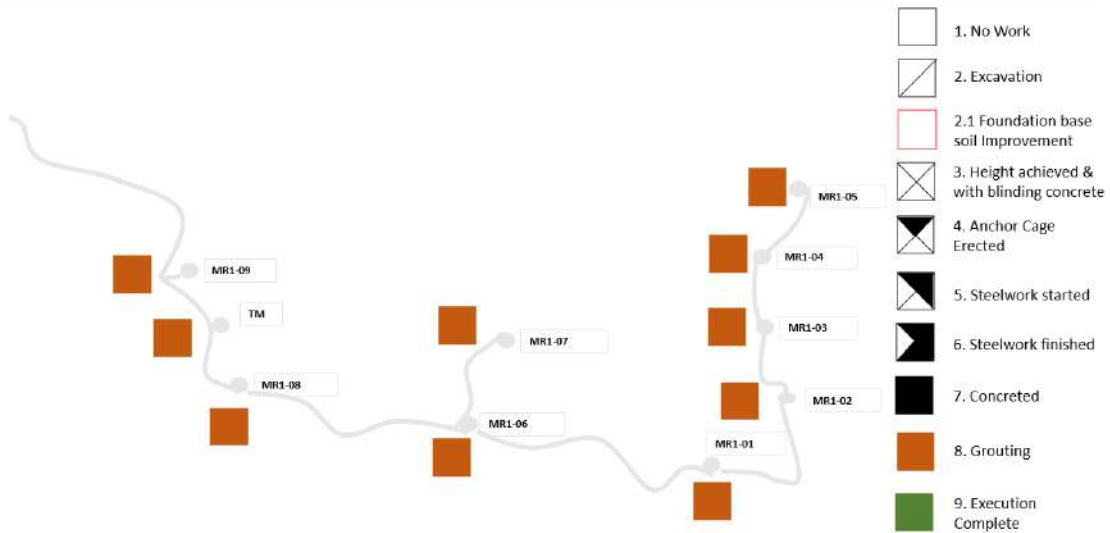 1. No Work
2. Excavation
2.1 Foundation base
soil Improvement
3. Height achieved &
with blinding concrete
4. Anchor Cage
Erected
5. Steelwork started
6. Steelwork finished
7. Concreted
8. Grouting
9. Execution
Complete
MR1-05
MR1-04
MR1-09
TM
MR1-03
MR1-07
MR1-08
MR1-02
MR1-06
MR1-01